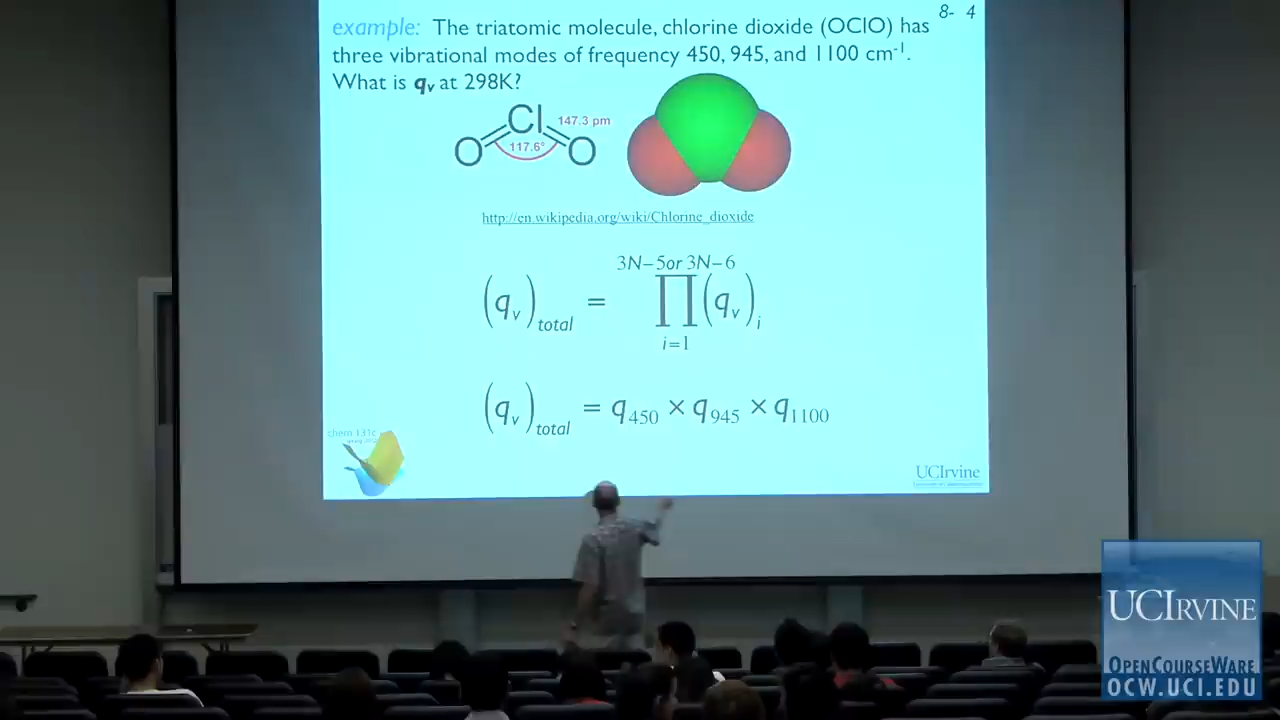 8- 4
example: The triatomic molecule, chlorine dioxide (OClO) has
three vibrational modes of frequency 450, 945, and 1100 cm⁻¹.
What is qᵥ at 298K?
Cl
147.3 pm
117.6°
O O
http://en.wikipedia.org/wiki/Chlorine_dioxide
3N−5or 3N−6
(qᵥ)total = ∏(qᵥ)i
i=1
(qᵥ)total = q450 × q945 × q1100
chem 131c
UCIrvine
UCIRVINE
OPENCOURSEWARE
OCW.UCI.EDU